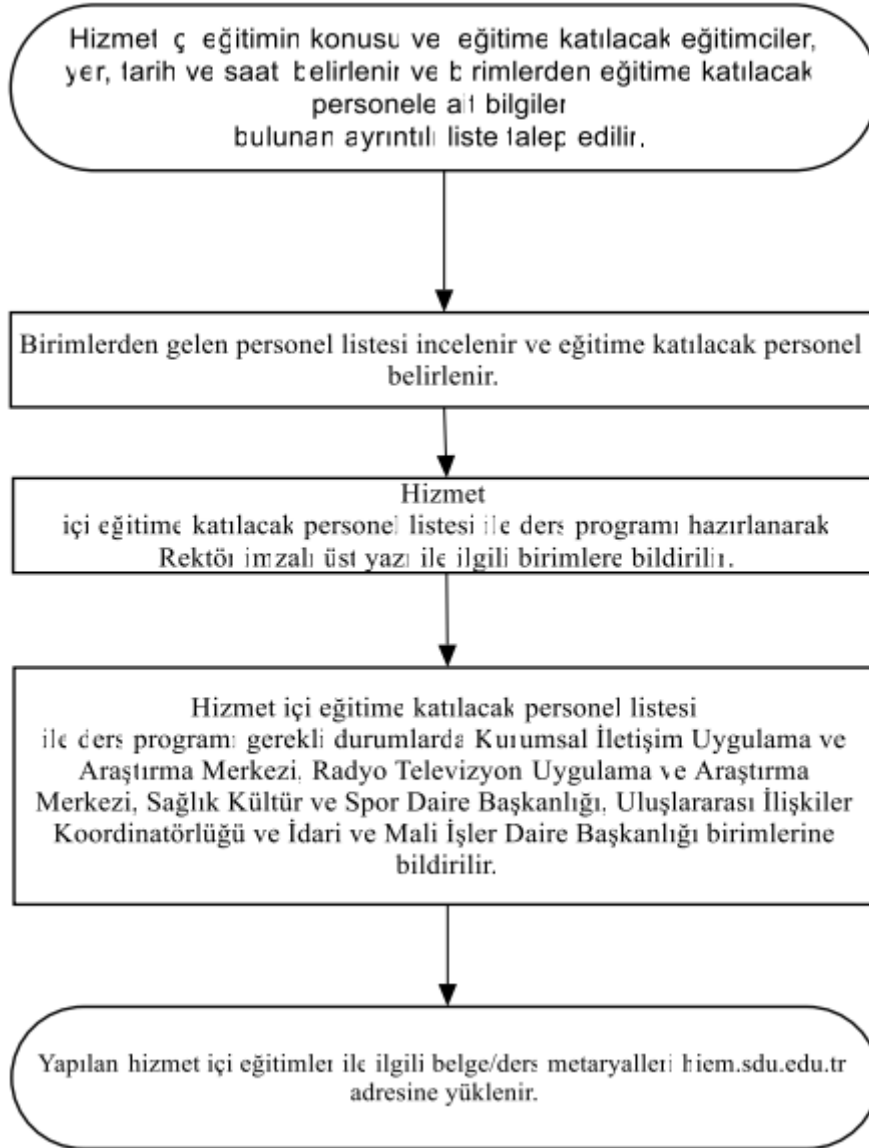 Hizmet içi eğitimin konusu ve eğitime katılacak eğitimciler,
yer, tarih ve saat belirlenir ve birimlerden eğitime katılacak
personele ait bilgiler
bulunan ayrıntılı liste talep edilir.
Birimlerden gelen personel listesi incelenir ve eğitime katılacak personel
belirlenir.
Hizmet
içi eğitime katılacak personel listesi ile ders programı hazırlanarak
Rektör imzalı üst yazı ile ilgili birimlere bildirilir.
Hizmet içi eğitime katılacak personel listesi
ile ders programı gerekli durumlarda Kurumsal İletişim Uygulama ve
Araştırma Merkezi, Radyo Televizyon Uygulama ve Araştırma
Merkezi, Sağlık Kültür ve Spor Daire Başkanlığı, Uluslararası İlişkiler
Koordinatörlüğü ve İdari ve Mali İşler Daire Başkanlığı birimlerine
bildirilir.
Yapılan hizmet içi eğitimler ile ilgili belge/ders metaryalleri hiem.sdu.edu.tr
adresine yüklenir.